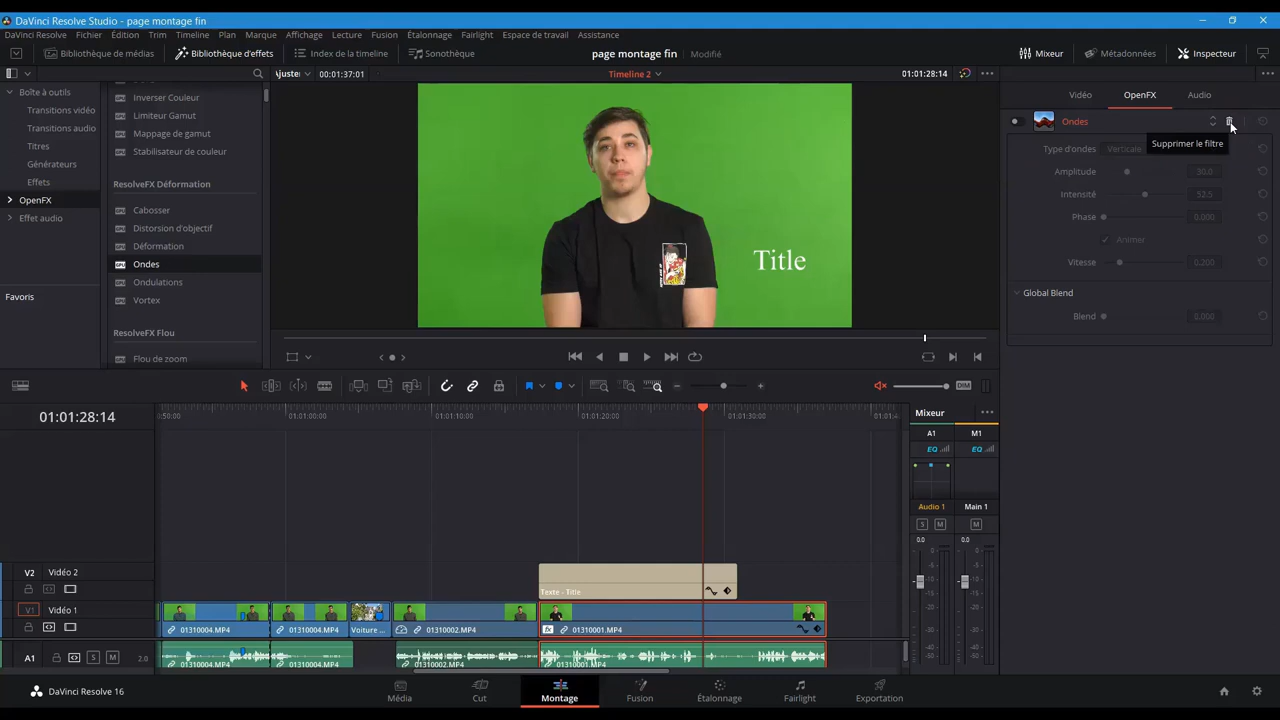 DaVinci Resolve Studio - page montage fin
DaVinci Resolve Fichier Édition Trim Timeline Clip Marque Affichage Lecture Fusion Étalonnage Fairlight Espace de travail Assistance
Bibliothèque de médias Bibliothèque d'effets Index de la timeline Sonothèque page montage fin Modifié Mixeur Métadonnées Inspecteur
00:01:37:01 Timeline 2 01:01:28:14
Boîte à outils
Transitions vidéo
Transitions audio
Titres
Générateurs
Effets
OpenFX
Effet audio
Favoris
Inverser Couleur
Limiteur Gamut
Mappage de gamut
Stabilisateur de couleur
ResolveFX Déformation
Cabosser
Distorsion d'objectif
Déformation
Ondes
Ondulations
Vortex
ResolveFX Flou
Flou de zoom
Title
Vidéo OpenFX Audio
Ondes
Supprimer le filtre
Type d'ondes Verticale
Amplitude 30.0
Intensité 52.5
Phase 0.000
Animer
Vitesse 0.200
Global Blend
Blend 0.000
DIM
01:01:28:14
01:01:00:00 01:01:10:00 01:01:20:00 01:01:30:00
V2 Vidéo 2
Texte - Title
V1 Vidéo 1
01310004.MP4 01310004.MP4 Voiture ... 01310002.MP4 fx 01310001.MP4
A1 S M 2.0
01310004.MP4 01310004.MP4 01310002.MP4 01310001.MP4
Mixeur
A1 M1
EQ EQ
Audio 1 Main 1
S M M
0.0 0.0
DaVinci Resolve 16
Média Cut Montage Fusion Étalonnage Fairlight Exportation